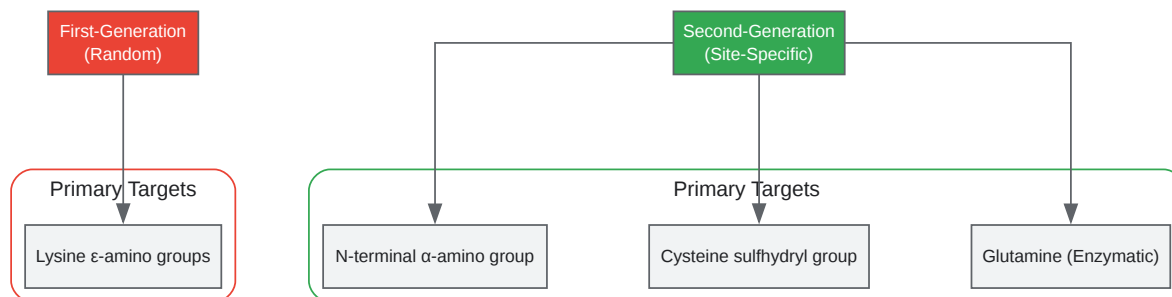 First-Generation
(Random)
Second-Generation
(Site-Specific)
Primary Targets
Primary Targets
Lysine ε-amino groups
N-terminal α-amino group
Cysteine sulfhydryl group
Glutamine (Enzymatic)